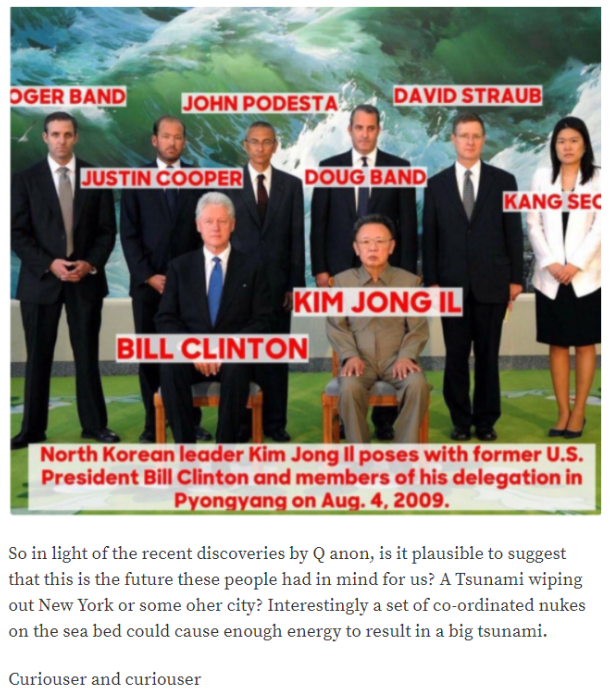 OGER BAND
JOHN PODESTA
DAVID STRAUB
JUSTIN COOPER
DOUG BAND
KANG SEO
KIM JONG IL
BILL CLINTON
North Korean leader Kim Jong Il poses with former U.S.
President Bill Clinton and members of his delegation in
Pyongyang on Aug. 4, 2009.
So in light of the recent discoveries by Q anon, is it plausible to suggest
that this is the future these people had in mind for us? A Tsunami wiping
out New York or some oher city? Interestingly a set of co-ordinated nukes
on the sea bed could cause enough energy to result in a big tsunami.
Curiouser and curiouser